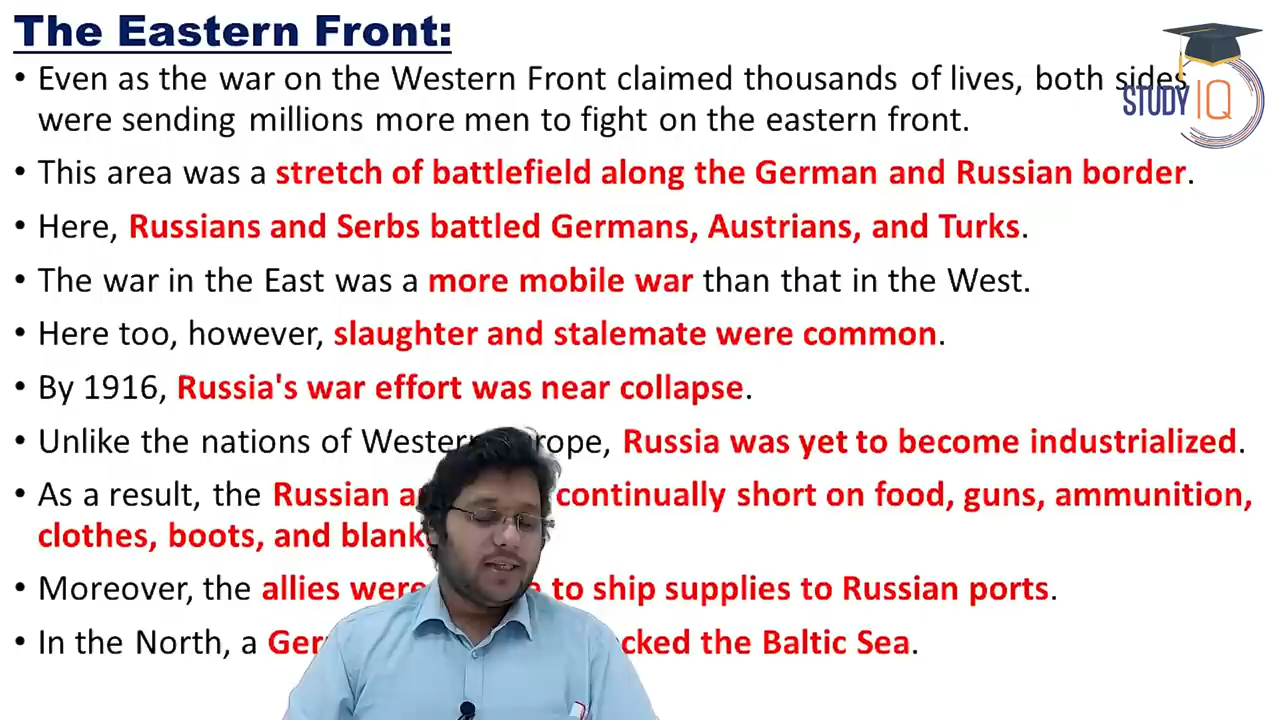 The Eastern Front:
• Even as the war on the Western Front claimed thousands of lives, both sides
were sending millions more men to fight on the eastern front.
• This area was a stretch of battlefield along the German and Russian border.
• Here, Russians and Serbs battled Germans, Austrians, and Turks.
• The war in the East was a more mobile war than that in the West.
• Here too, however, slaughter and stalemate were common.
• By 1916, Russia's war effort was near collapse.
• Unlike the nations of Western Europe, Russia was yet to become industrialized.
• As a result, the Russian continually short on food, guns, ammunition,
clothes, boots, and
• Moreover, the allies were to ship supplies to Russian ports.
• In the North, a the Baltic Sea.
STUDY IQ